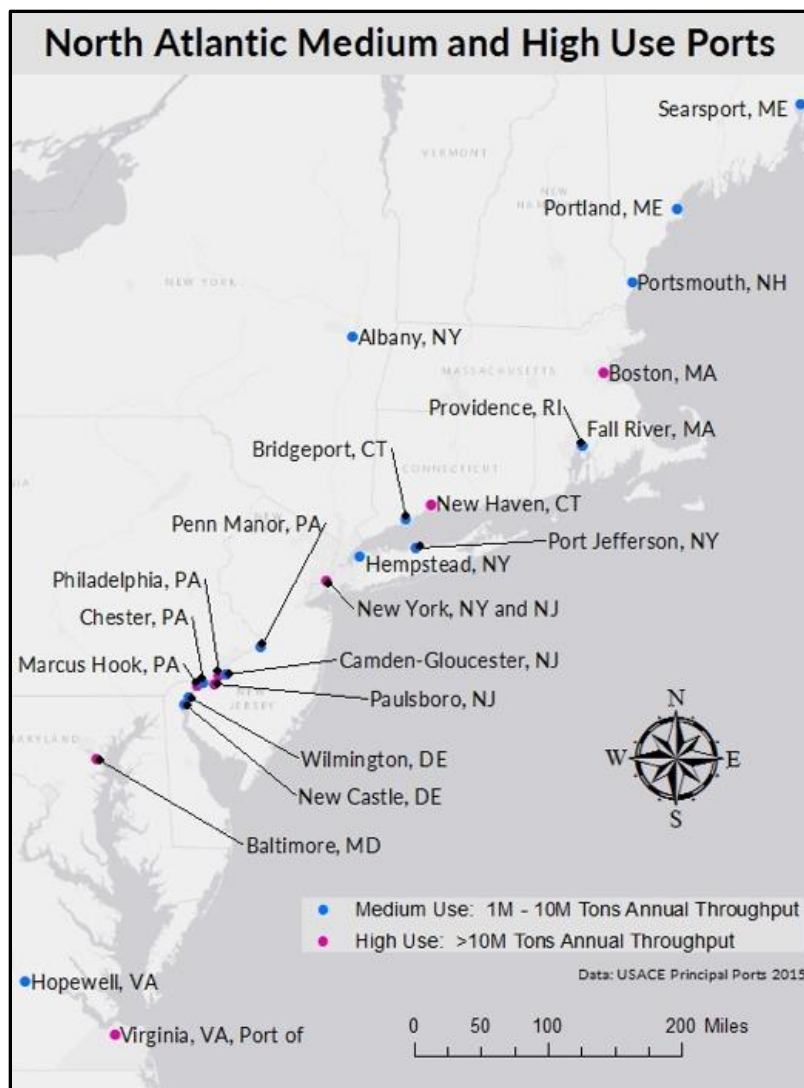 North Atlantic Medium and High Use Ports
Searsport, ME
VERMONT
NEW
Portland, ME
Portsmouth, NH
NEW YORK
Albany, NY
MASSACHUSETTS
Boston, MA
Providence, RI
Fall River, MA
Bridgeport, CT
CONNECTICUT
New Haven, CT
Penn Manor, PA
Port Jefferson, NY
Hempstead, NY
Philadelphia, PA
New York, NY and NJ
Chester, PA
Marcus Hook, PA
Camden-Gloucester, NJ
NEW
JERSEY
Paulsboro, NJ
MARYLAND
Wilmington, DE
New Castle, DE
Baltimore, MD
N
W
E
S
Medium Use: 1M - 10M Tons Annual Throughput
High Use: >10M Tons Annual Throughput
Data: USACE Principal Ports 2015
Hopewell, VA
Virginia, VA, Port of
0 50 100 200 Miles